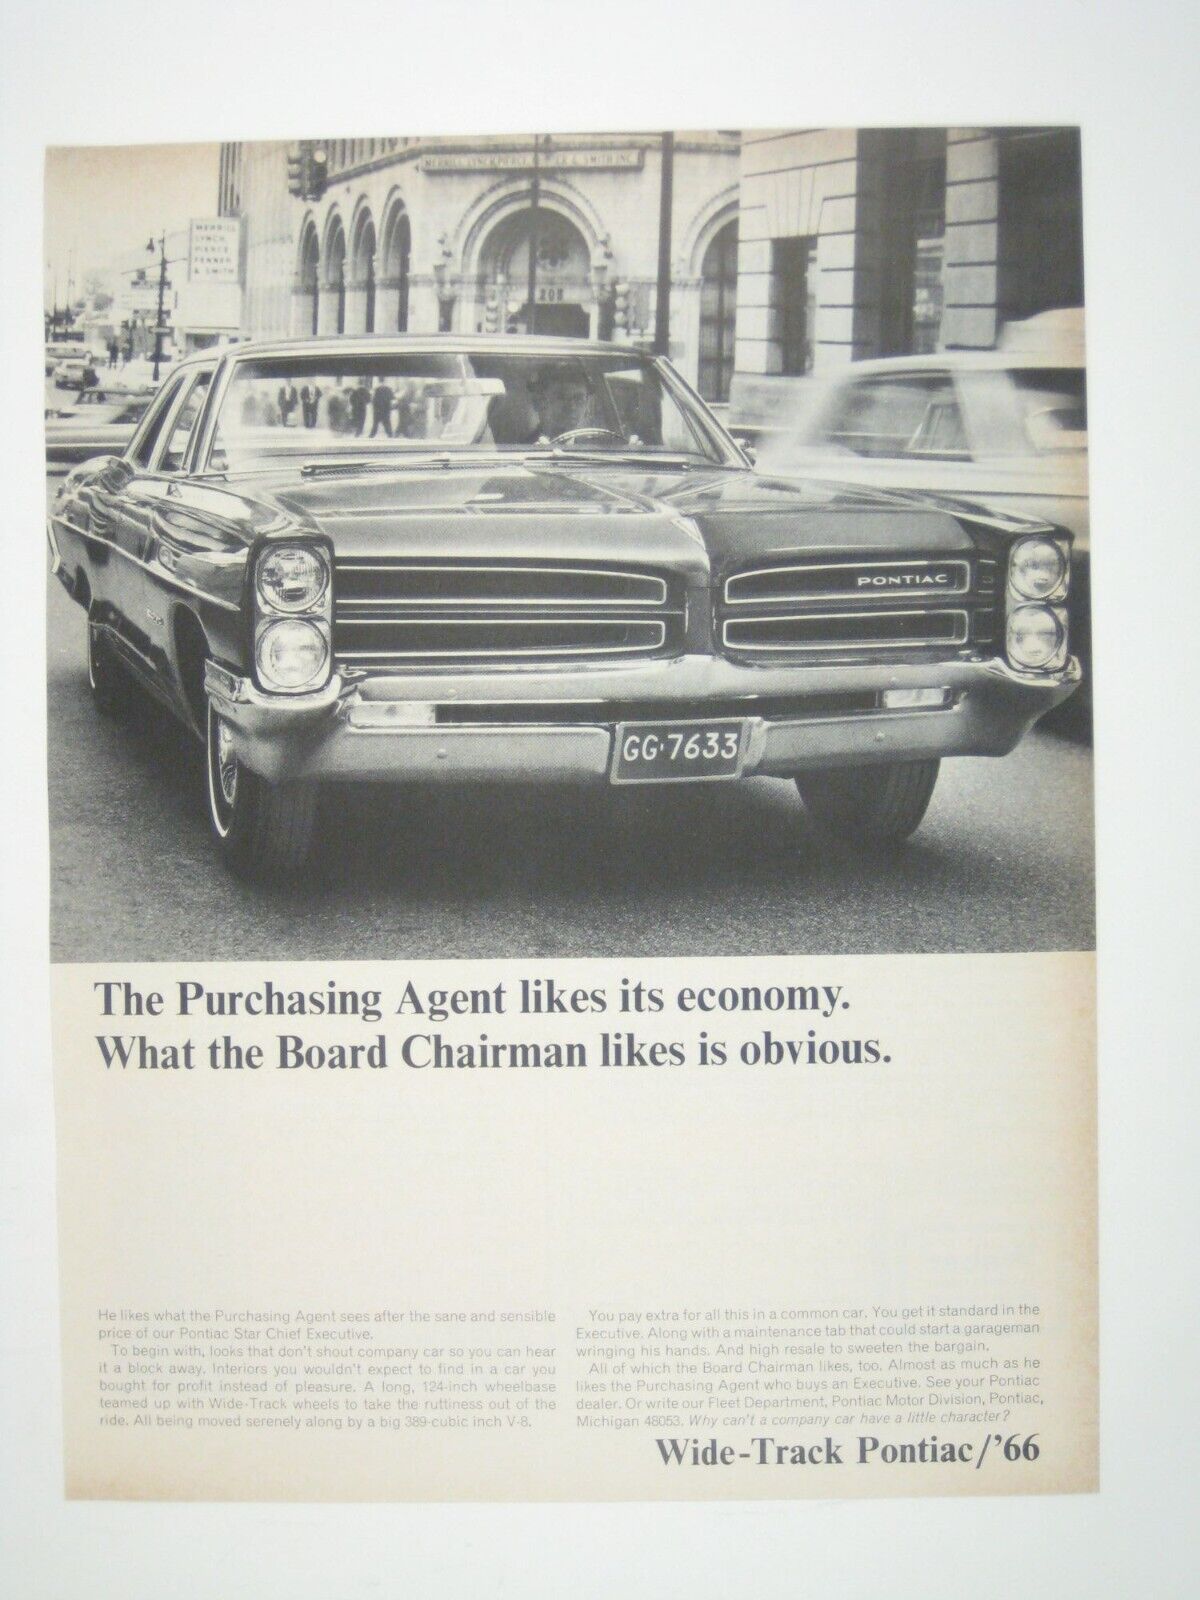 MERRILL LYNCH, PIERCE, & SMITH INC
MERRILL
LYNCH
PIERCE
FENNER
& SMITH
208
PONTIAC
GG·7633
The Purchasing Agent likes its economy.
What the Board Chairman likes is obvious.
He likes what the Purchasing Agent sees after the sane and sensible
price of our Pontiac Star Chief Executive.
To begin with, looks that don't shout company car so you can hear
it a block away. Interiors you wouldn't expect to find in a car you
bought for profit instead of pleasure. A long, 124-inch wheelbase
teamed up with Wide-Track wheels to take the ruttiness out of the
ride. All being moved serenely along by a big 389-cubic inch V-8.
You pay extra for all this in a common car. You get it standard in the
Executive. Along with a maintenance tab that could start a garageman
wringing his hands. And high resale to sweeten the bargain.
All of which the Board Chairman likes, too. Almost as much as he
likes the Purchasing Agent who buys an Executive. See your Pontiac
dealer. Or write our Fleet Department, Pontiac Motor Division, Pontiac,
Michigan 48053. Why can't a company car have a little character?
Wide-Track Pontiac/'66